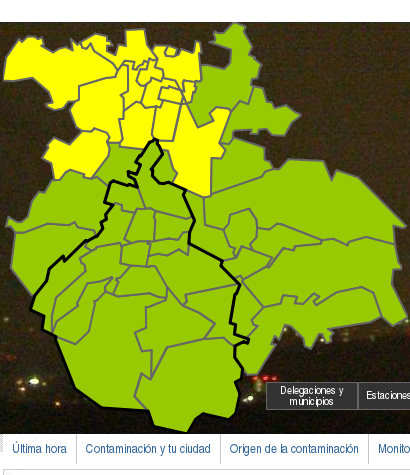 Delegaciones y
municipios
Estaciones
Última hora
Contaminación y tu ciudad
Origen de la contaminación
Monito